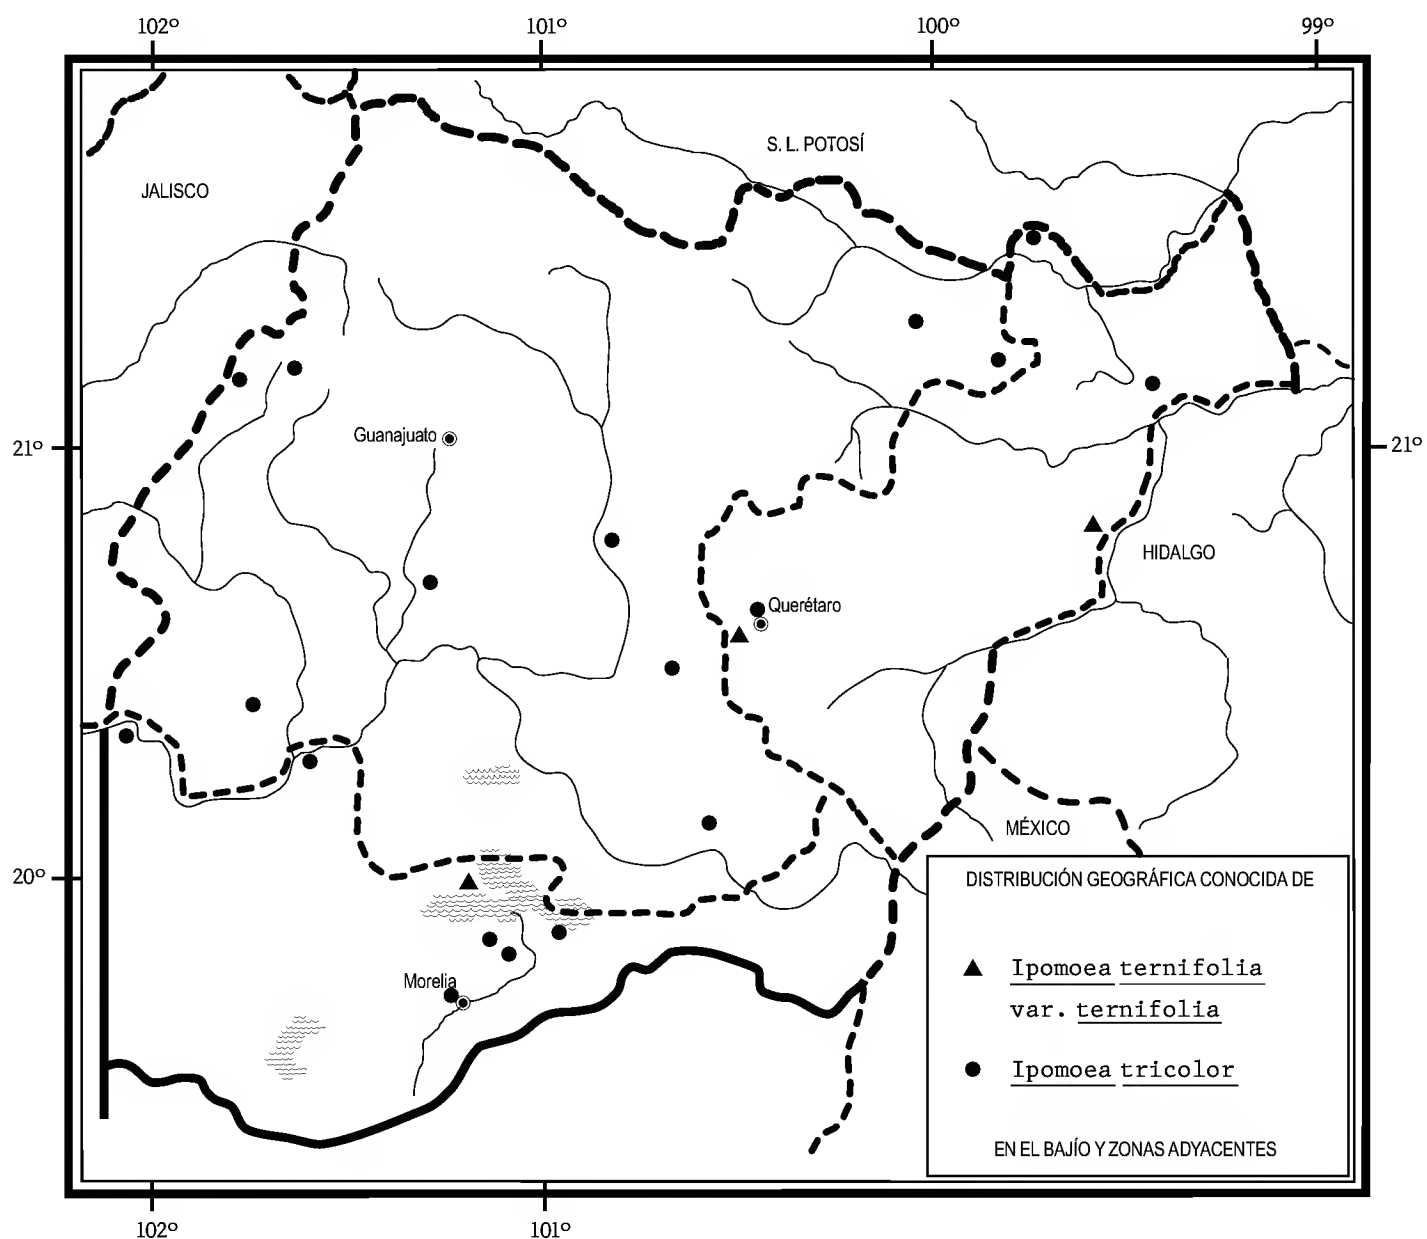 102º 101º 100º 99º
S. L. POTOSÍ
JALISCO
Guanajuato
21º 21º
HIDALGO
Querétaro
MÉXICO
20º
DISTRIBUCIÓN GEOGRÁFICA CONOCIDA DE
Ipomoea ternifolia
var. ternifolia
Morelia
Ipomoea tricolor
EN EL BAJÍO Y ZONAS ADYACENTES
102º 101º